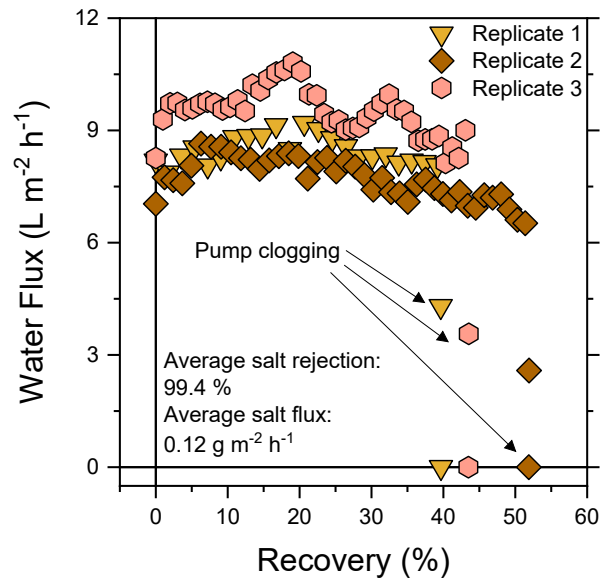 Water Flux (L m⁻² h⁻¹)
12
9
6
3
0
Replicate 1
Replicate 2
Replicate 3
Pump clogging
Average salt rejection:
99.4 %
Average salt flux:
0.12 g m⁻² h⁻¹
0 10 20 30 40 50 60
Recovery (%)